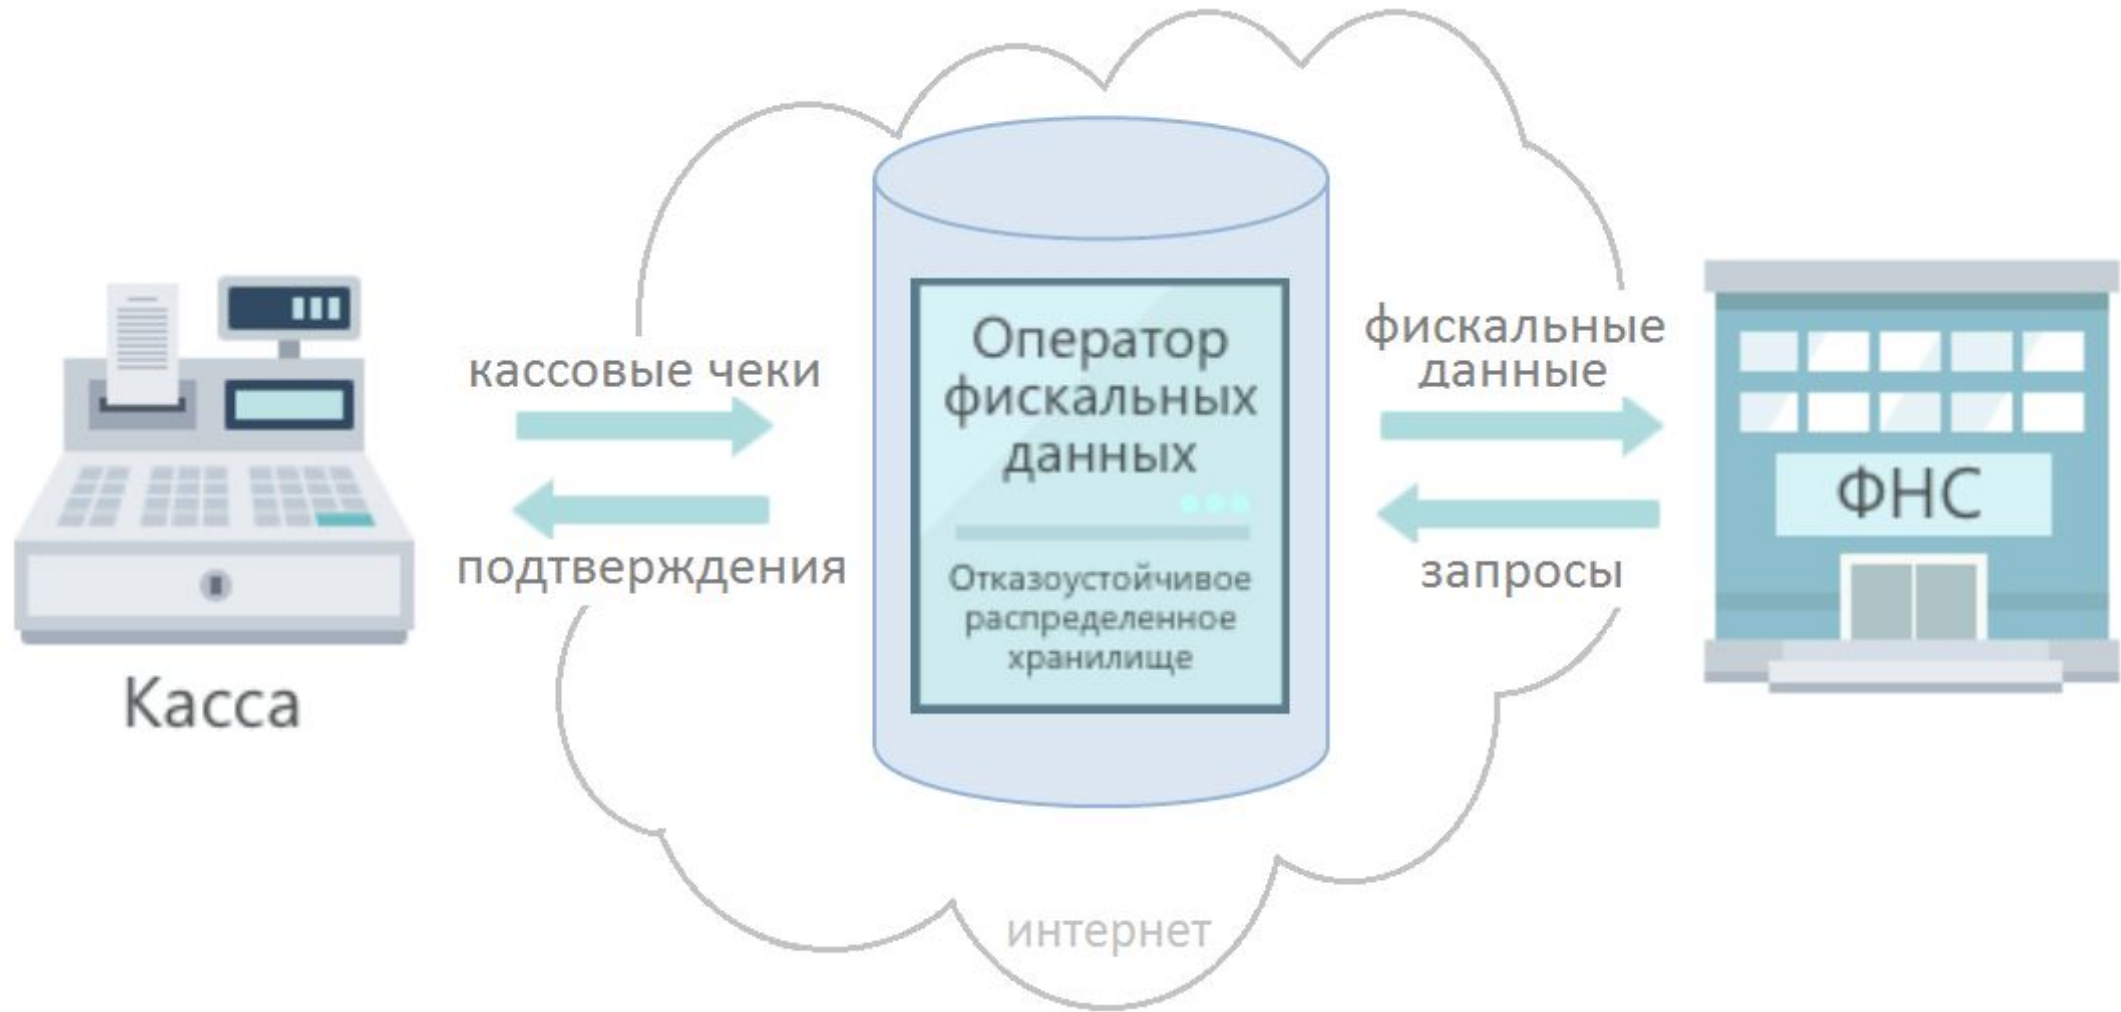 кассовые чеки
подтверждения
Касса
Оператор
фискальных
данных
Отказоустойчивое
распределенное
хранилище
фискальные
данные
запросы
ФНС
интернет